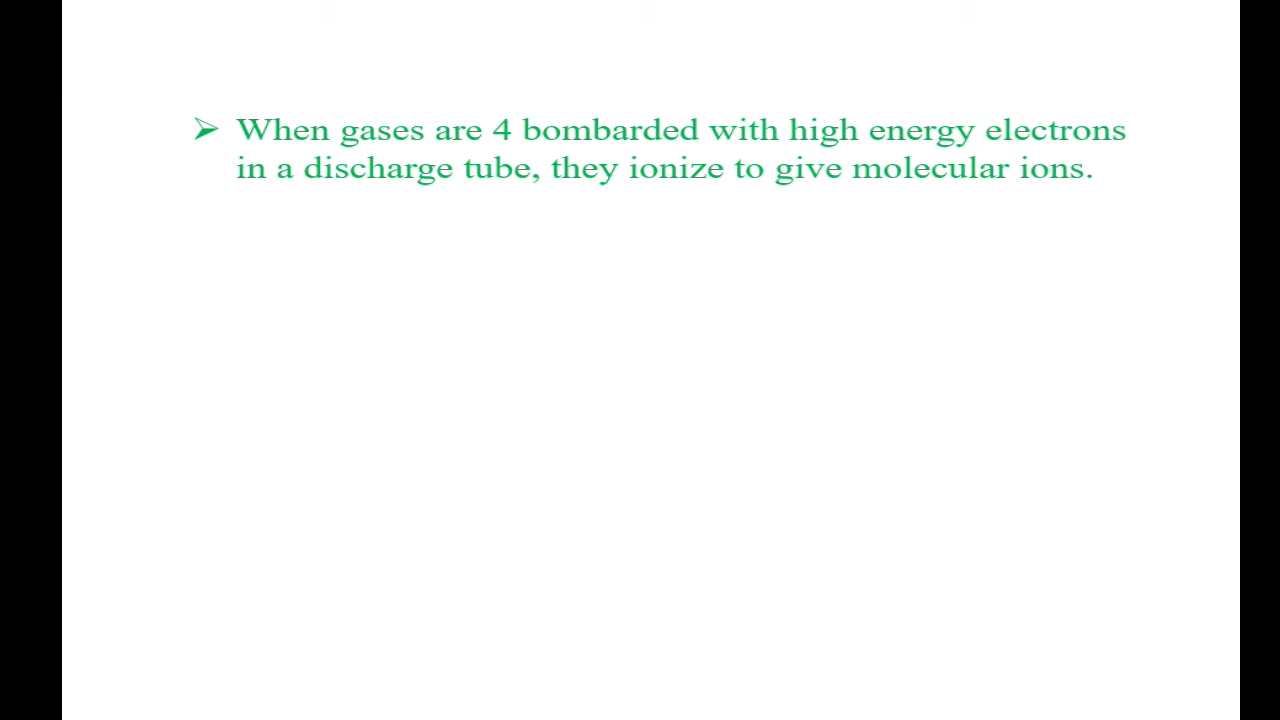 ➢ When gases are 4 bombarded with high energy electrons
in a discharge tube, they ionize to give molecular ions.